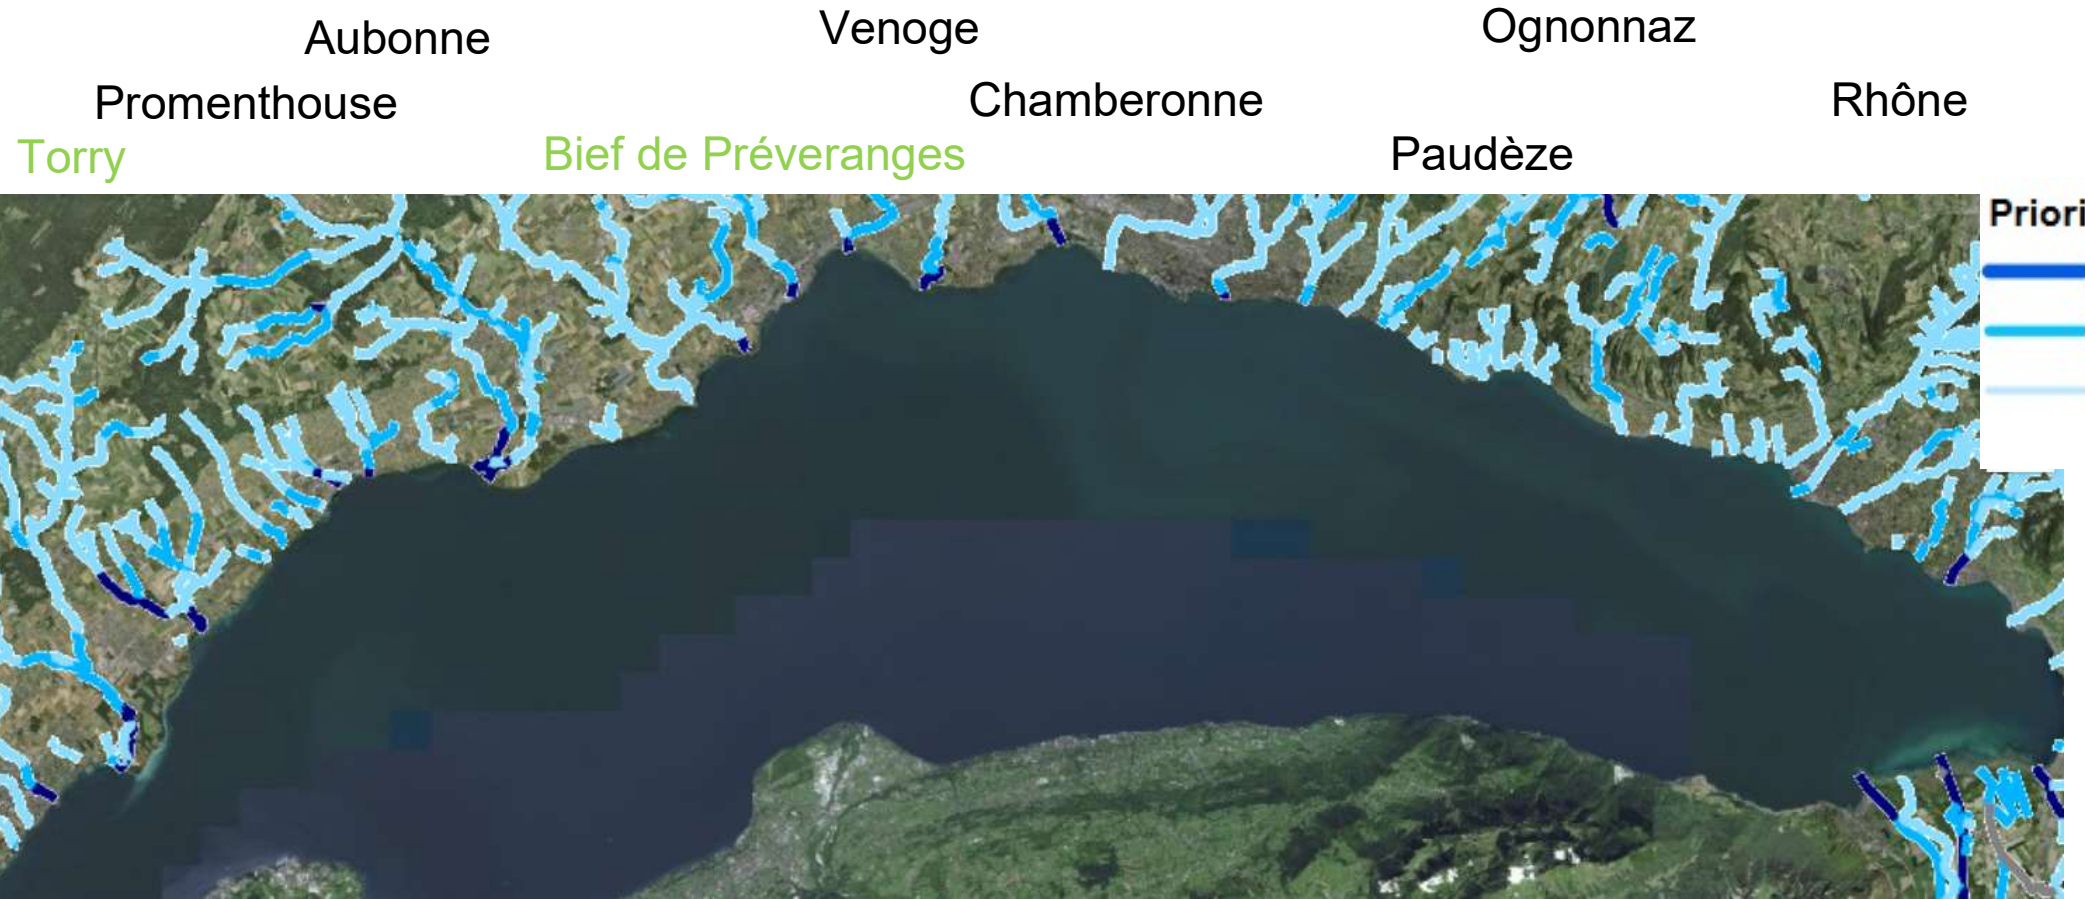 Aubonne Venoge Ognonnaz
Promenthouse Chamberonne Rhône
Torry Bief de Préveranges Paudèze
Priori